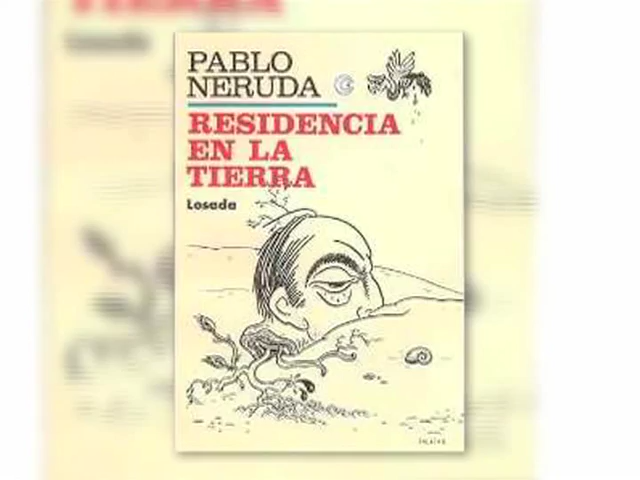 PABLO
NERUDA
RESIDENCIA
EN LA
TIERRA
Losada